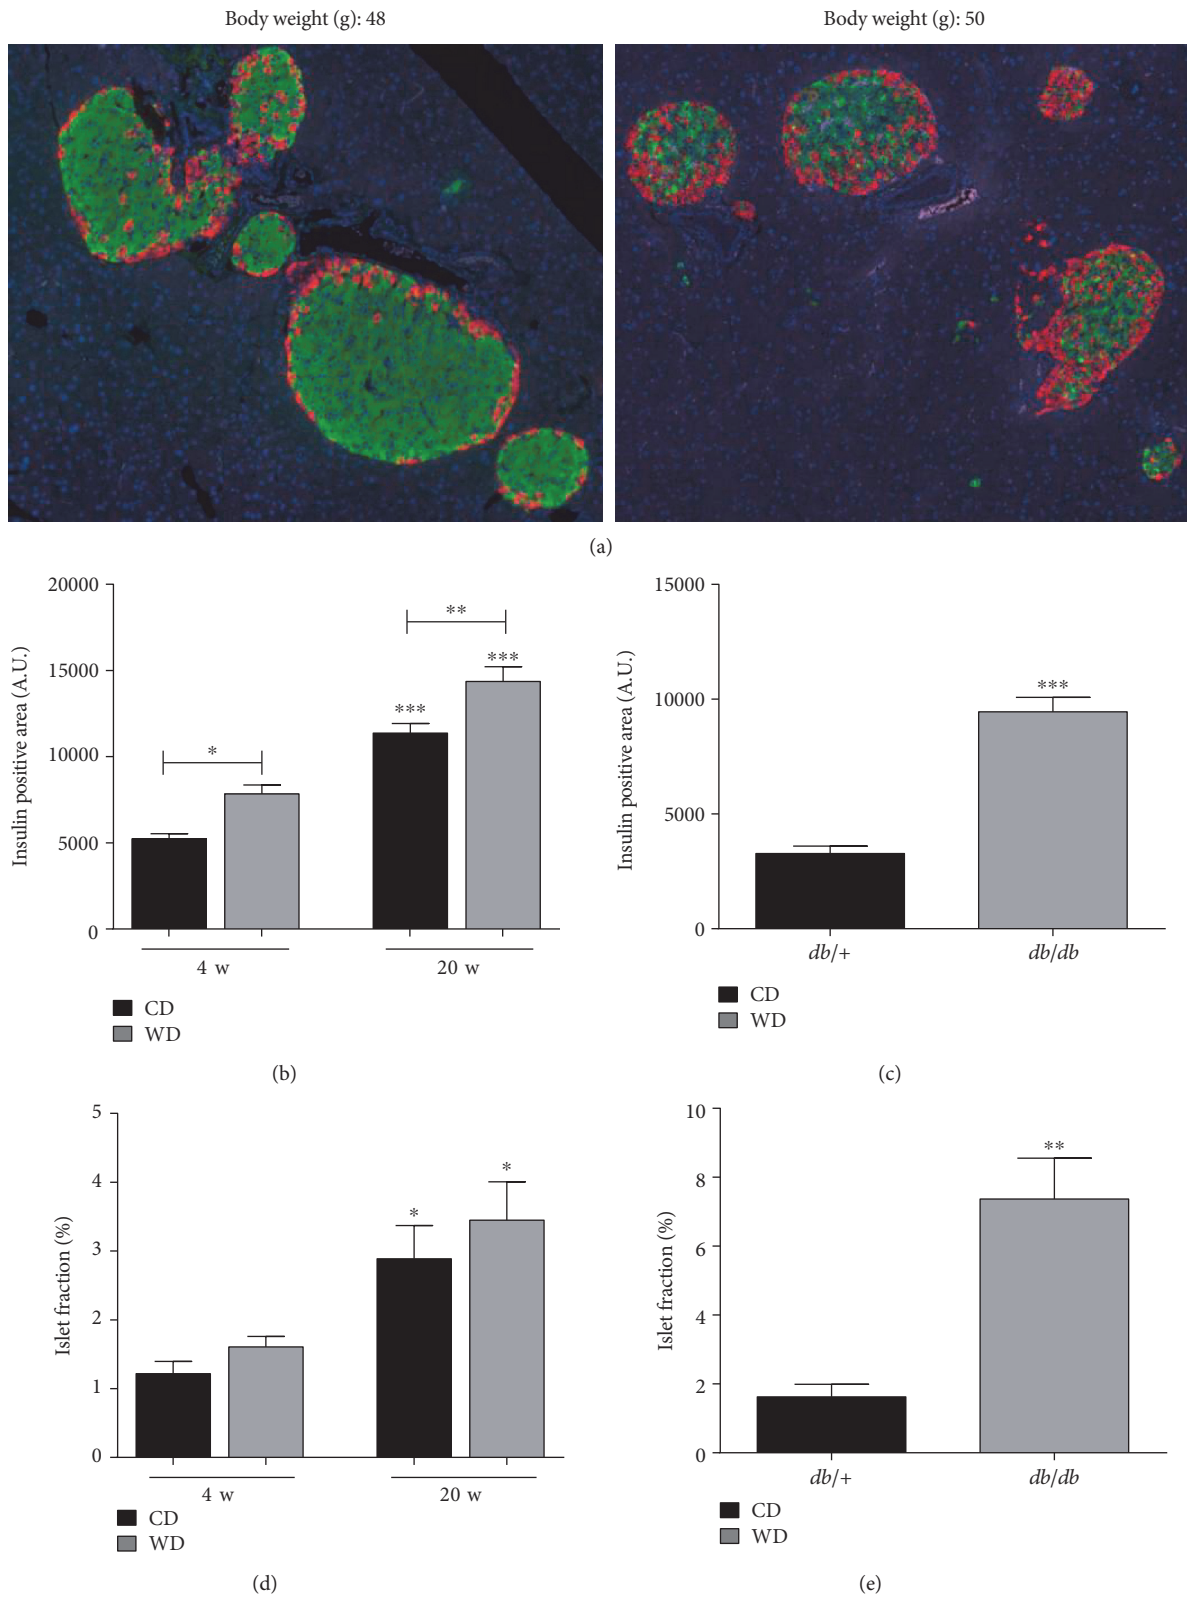 Body weight (g): 48
Body weight (g): 50
(a)
20000
15000
10000
5000
0
Insulin positive area (A.U.)
*
**
***
***
4 w
20 w
CD
WD
(b)
15000
10000
5000
0
Insulin positive area (A.U.)
***
db/+
db/db
CD
WD
(c)
5
4
3
2
1
0
Islet fraction (%)
*
*
4 w
20 w
CD
WD
(d)
10
8
6
4
2
0
Islet fraction (%)
**
db/+
db/db
CD
WD
(e)